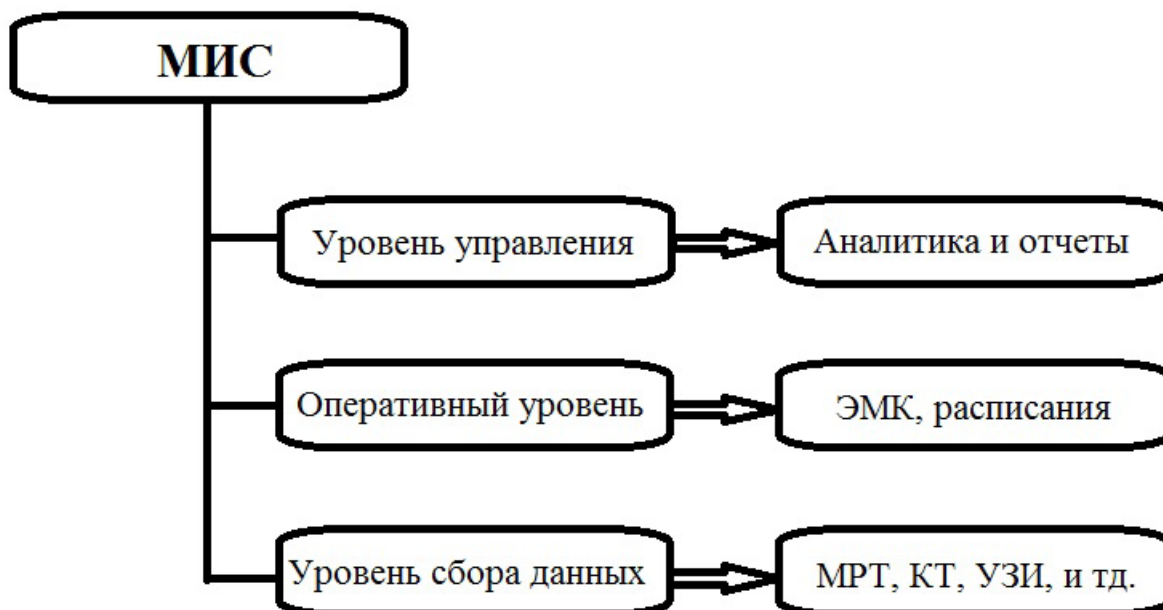 МИС
Уровень управления
Аналитика и отчеты
Оперативный уровень
ЭМК, расписания
Уровень сбора данных
МРТ, КТ, УЗИ, и тд.